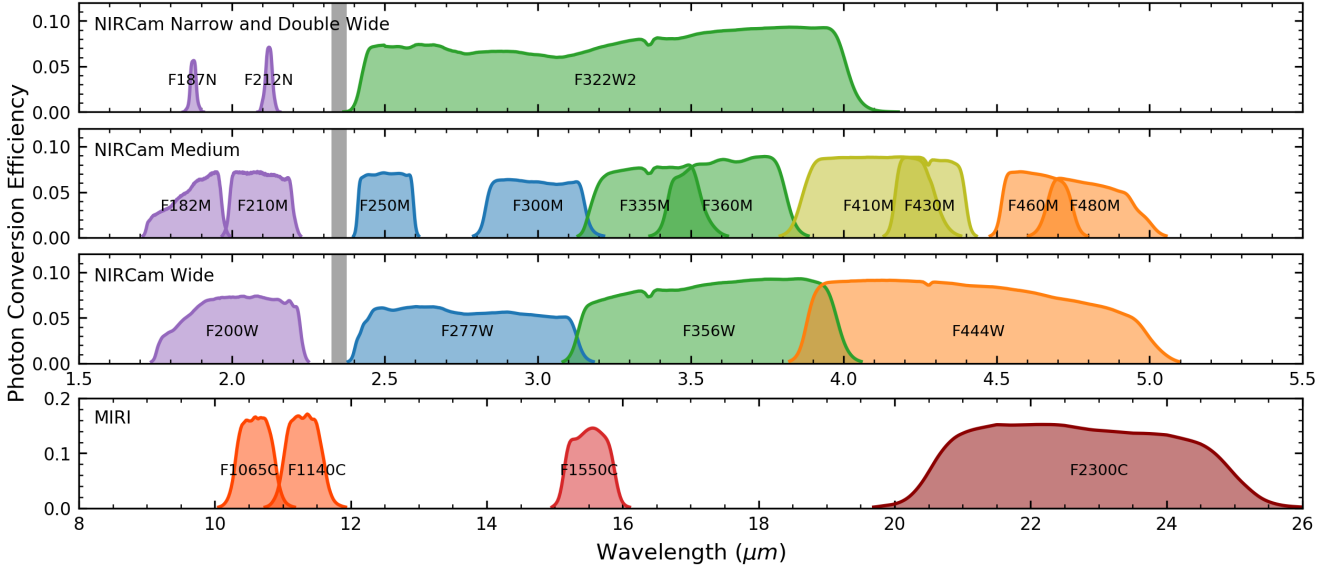 NIRCam Narrow and Double Wide
0.10
0.05
0.00
F187N F212N F322W2
NIRCam Medium
0.10
0.05
0.00
F182M F210M F250M F300M F335M F360M F410M F430M F460M F480M
NIRCam Wide
0.10
0.05
0.00
F200W F277W F356W F444W
1.5 2.0 2.5 3.0 3.5 4.0 4.5 5.0 5.5
MIRI
0.2
0.1
0.0
F1065C F1140C F1550C F2300C
8 10 12 14 16 18 20 22 24 26
Wavelength (μm)
Photon Conversion Efficiency